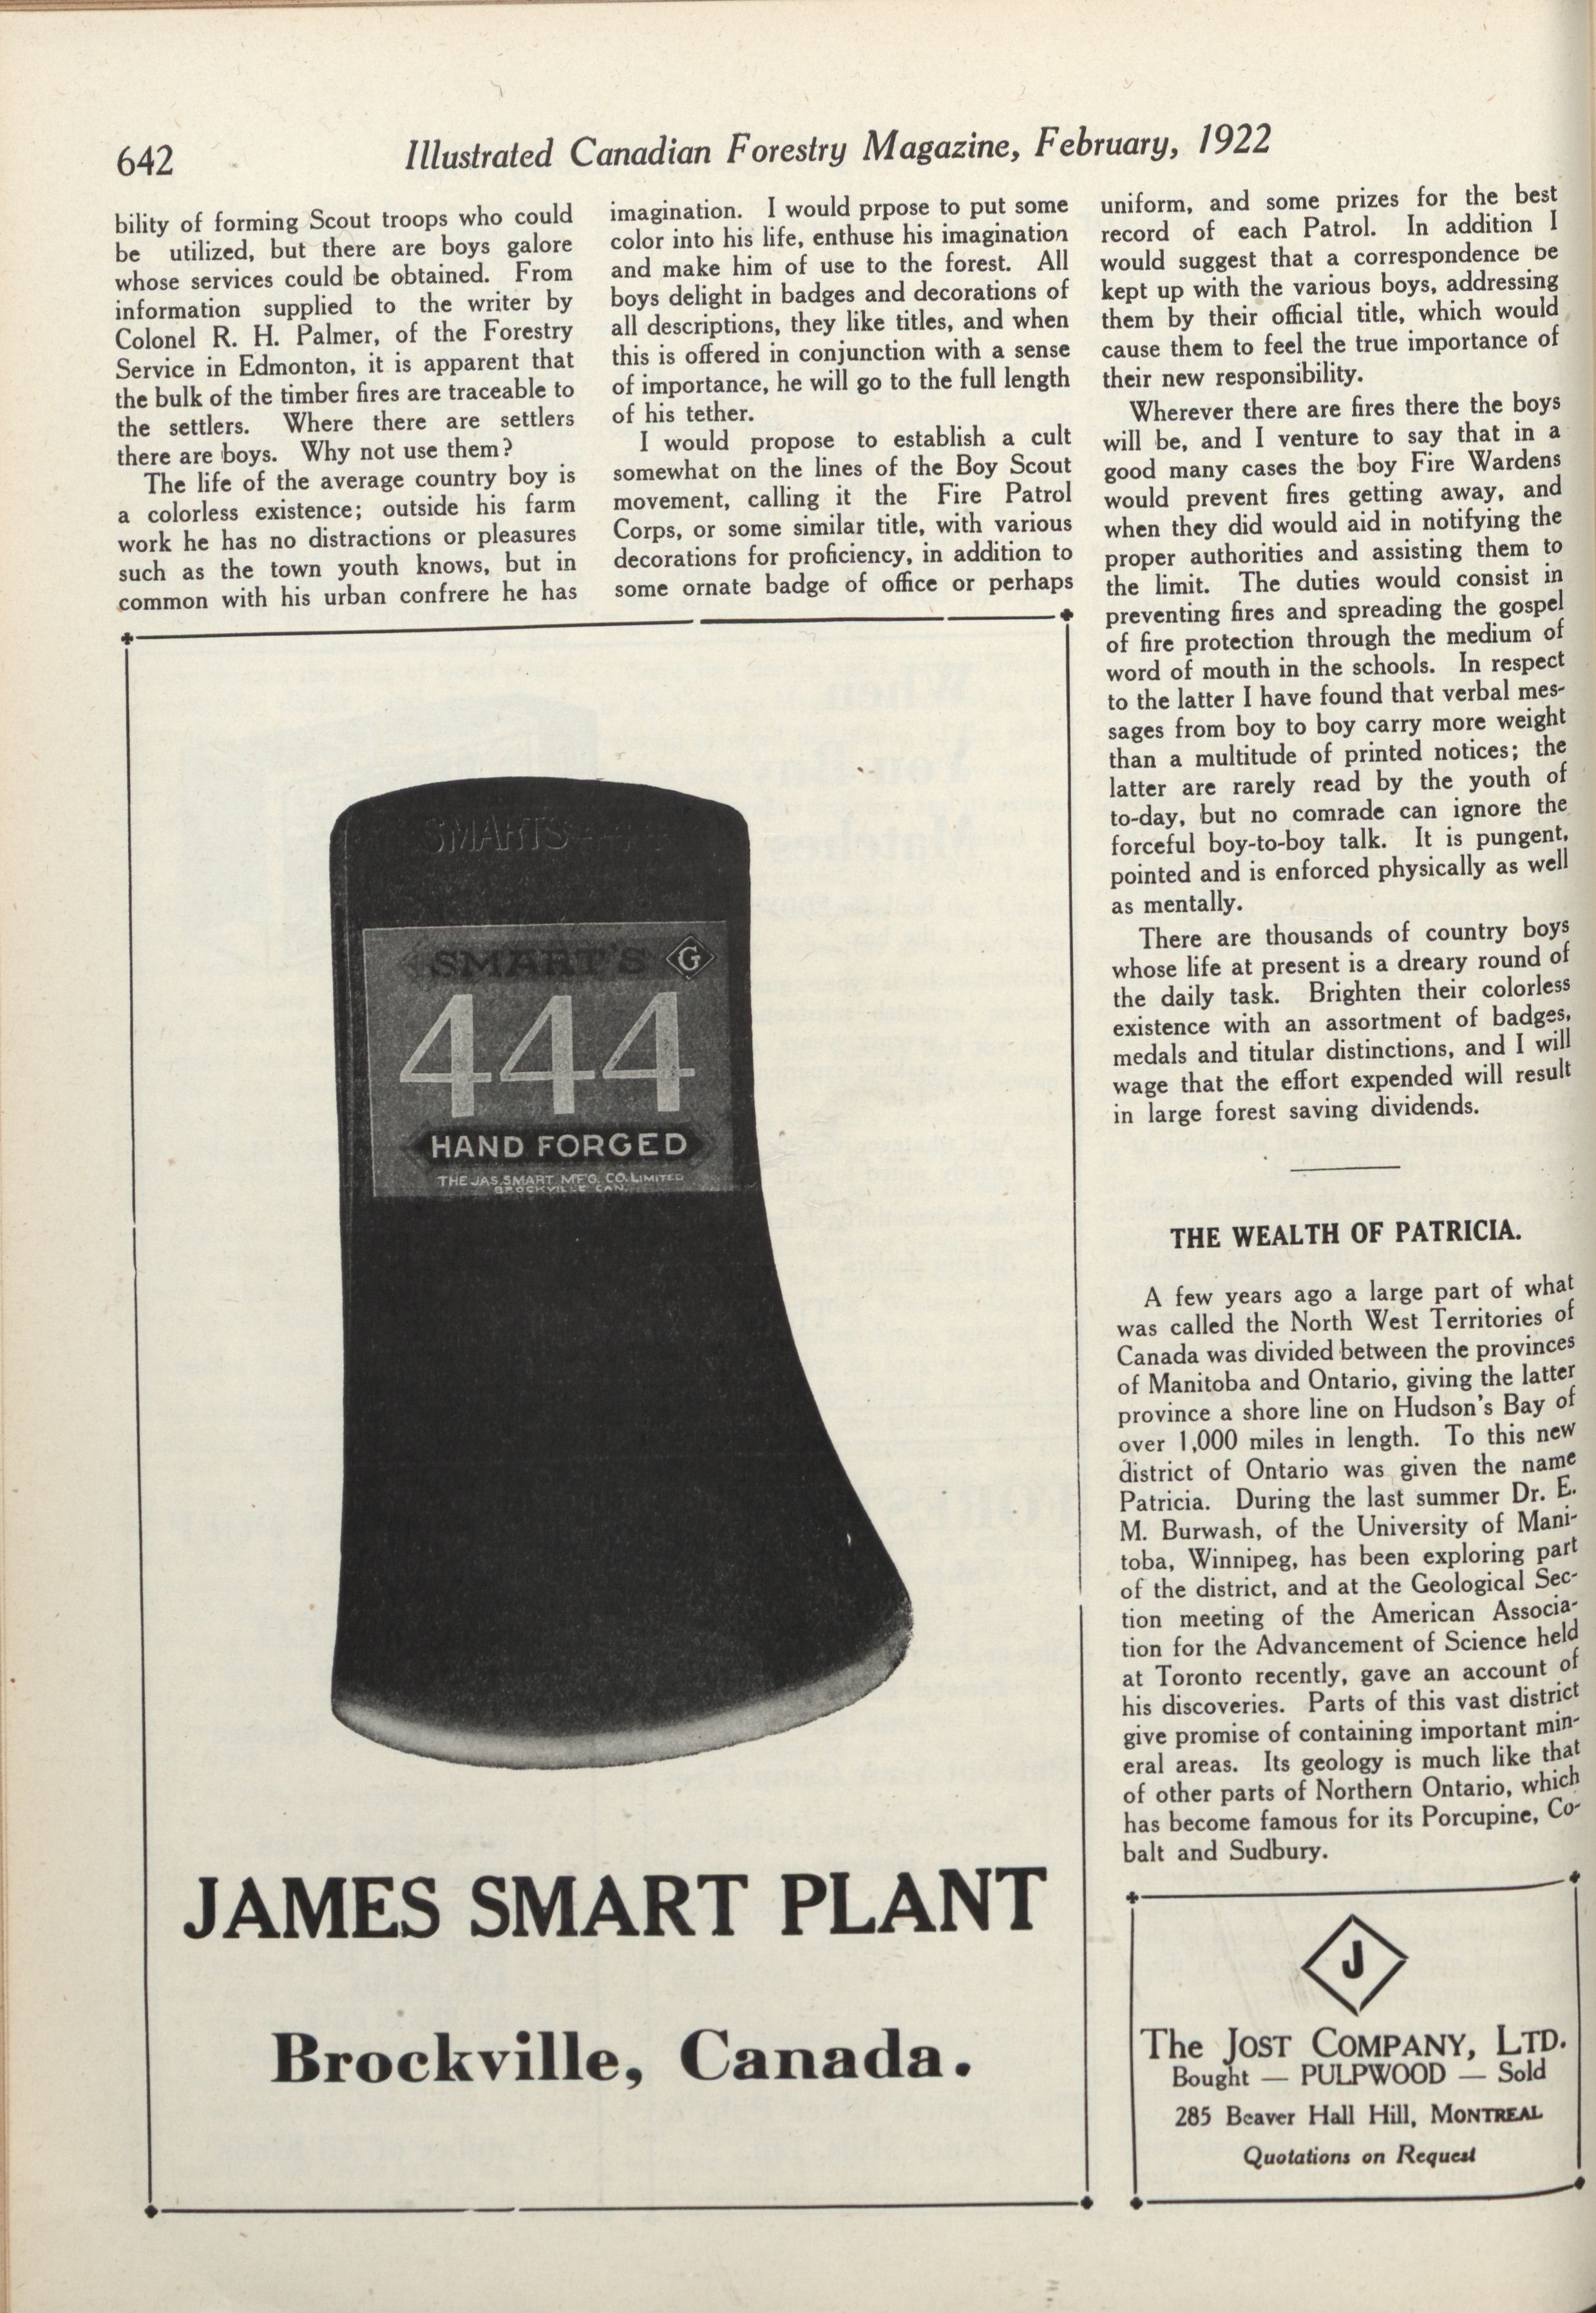 642
Illustrated Canadian Forestry Magazine, February, 1922
bility of forming Scout troops who could
be utilized, but there are boys galore
whose services could be obtained. From
information supplied to the writer by
Colonel R. H. Palmer, of the Forestry
Service in Edmonton, it is apparent that
the bulk of the timber fires are traceable to
the settlers. Where there are settlers
there are boys. Why not use them?
The life of the average country boy is
a colorless existence; outside his farm
work he has no distractions or pleasures
such as the town youth knows, but in
common with his urban confrere he has
imagination. I would prpose to put some
color into his life, enthuse his imagination
and make him of use to the forest. All
boys delight in badges and decorations of
all descriptions, they like titles, and when
this is offered in conjunction with a sense
of importance, he will go to the full length
of his tether.
I would propose to establish a cult
somewhat on the lines of the Boy Scout
movement, calling it the Fire Patrol
Corps, or some similar title, with various
decorations for proficiency, in addition to
some ornate badge of office or perhaps
uniform, and some prizes for the best
record of each Patrol. In addition I
would suggest that a correspondence be
kept up with the various boys, addressing
them by their official title, which would
cause them to feel the true importance of
their new responsibility.
Wherever there are fires there the boys
will be, and I venture to say that in a
good many cases the boy Fire Wardens
would prevent fires getting away, and
when they did would aid in notifying the
proper authorities and assisting them to
the limit. The duties would consist in
preventing fires and spreading the gospel
of fire protection through the medium of
word of mouth in the schools. In respect
to the latter I have found that verbal mes-
sages from boy to boy carry more weight
than a multitude of printed notices; the
latter are rarely read by the youth of
to-day, but no comrade can ignore the
forceful boy-to-boy talk. It is pungent,
pointed and is enforced physically as well
as mentally.
There are thousands of country boys
whose life at present is a dreary round of
the daily task. Brighten their colorless
existence with an assortment of badges,
medals and titular distinctions, and I will
wage that the effort expended will result
in large forest saving dividends.
THE WEALTH OF PATRICIA.
A few years ago a large part of what
was called the North West Territories of
Canada was divided between the provinces
of Manitoba and Ontario, giving the latter
province a shore line on Hudson's Bay of
over 1,000 miles in length. To this new
district of Ontario was given the name
Patricia. During the last summer Dr. E.
M. Burwash, of the University of Mani-
toba, Winnipeg, has been exploring part
of the district, and at the Geological Sec-
tion meeting of the American Associa-
tion for the Advancement of Science held
at Toronto recently, gave an account of
his discoveries. Parts of this vast district
give promise of containing important min-
eral areas. Its geology is much like that
of other parts of Northern Ontario, which
has become famous for its Porcupine, Co-
balt and Sudbury.
SMARTS 444
SMART'S G
444
HAND FORGED
THE JAS. SMART MF'G. CO. LIMITED
BROCKVILLE CAN.
JAMES SMART PLANT
Brockville, Canada.
J
The JOST COMPANY, LTD.
Bought — PULPWOOD — Sold
285 Beaver Hall Hill, MONTREAL
Quotations on Request